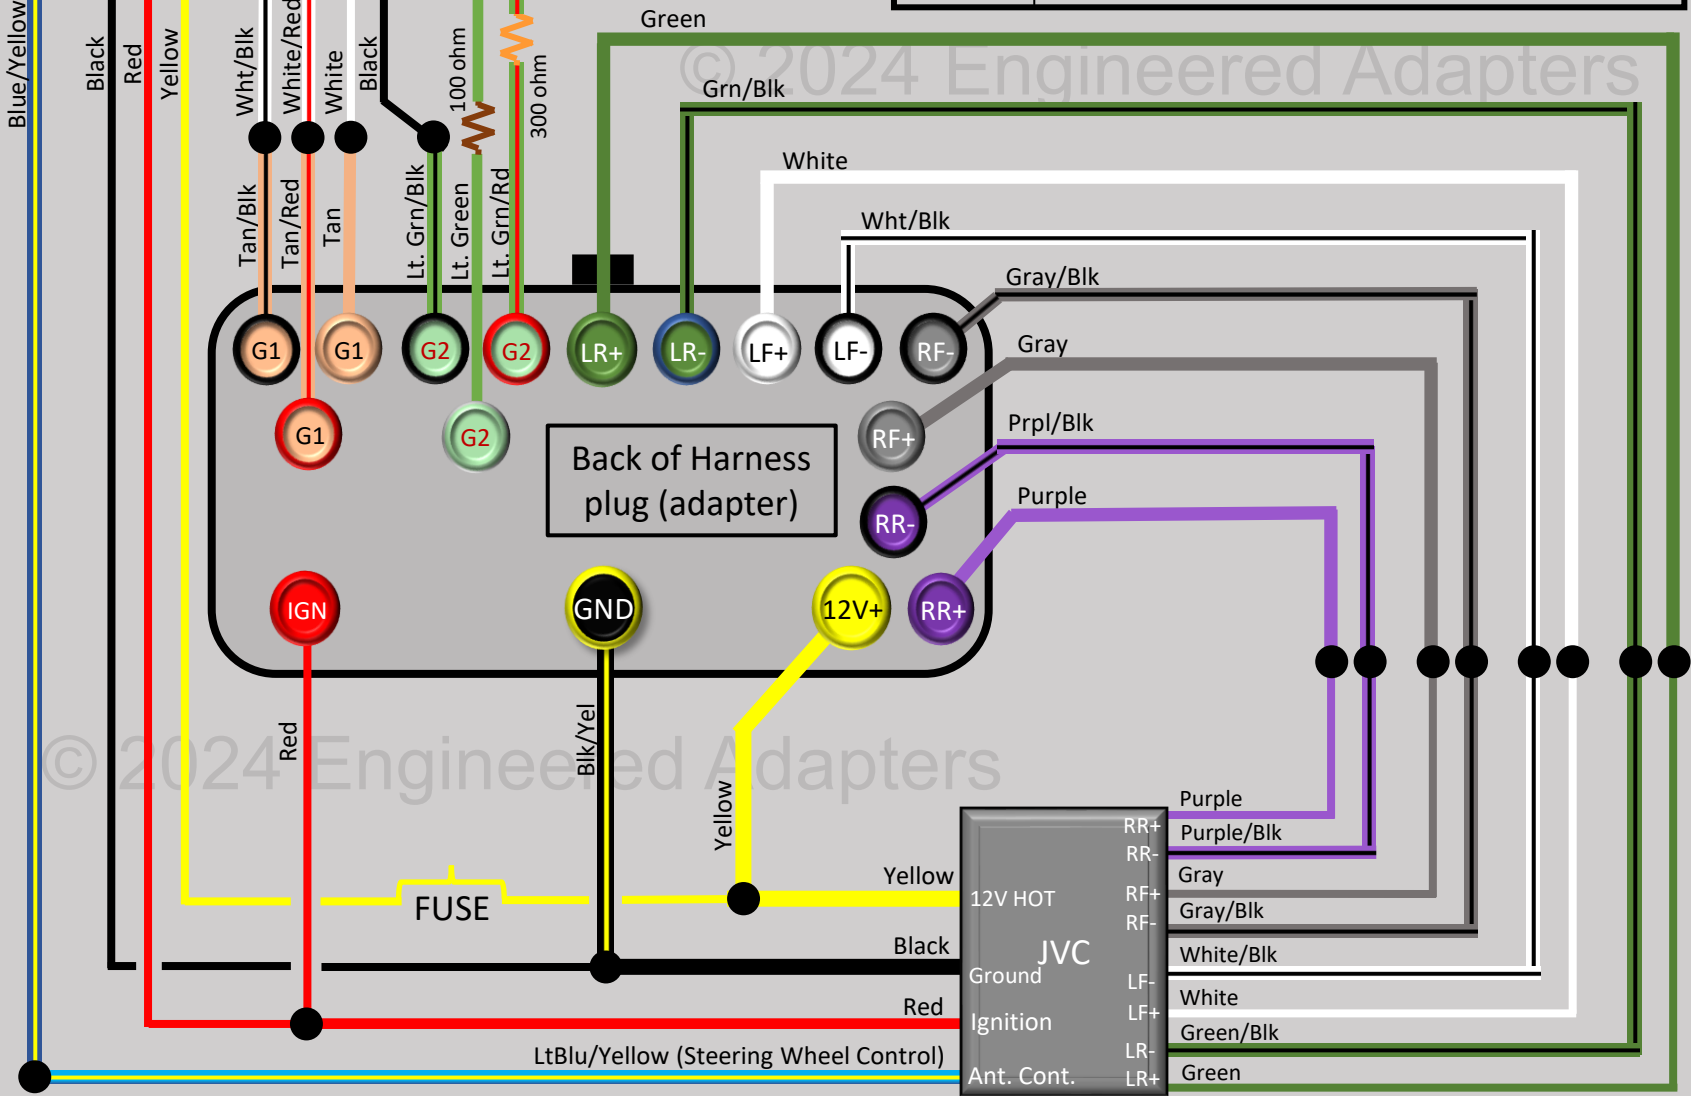 Blue/Yellow
Black
Red
Yellow
Wht/Blk
White/Red
White
Black
100 ohm
300 ohm
Green
© 2024 Engineered Adapters
Grn/Blk
White
Wht/Blk
Gray/Blk
Gray
Prpl/Blk
Purple
Tan/Blk
Tan/Red
Tan
Lt. Grn/Blk
Lt. Green
Lt. Grn/Rd
G1
G1
G2
G2
LR+
LR-
LF+
LF-
RF-
G1
G2
RF+
Back of Harness
plug (adapter)
RR-
IGN
GND
12V+
RR+
Red
Blk/Yel
Yellow
© 2024 Engineered Adapters
FUSE
Yellow
12V HOT
Black
Ground
Red
Ignition
LtBlu/Yellow (Steering Wheel Control)
Ant. Cont.
JVC
Purple
RR+
Purple/Blk
RR-
Gray
RF+
Gray/Blk
RF-
White/Blk
LF-
White
LF+
Green/Blk
LR-
Green
LR+